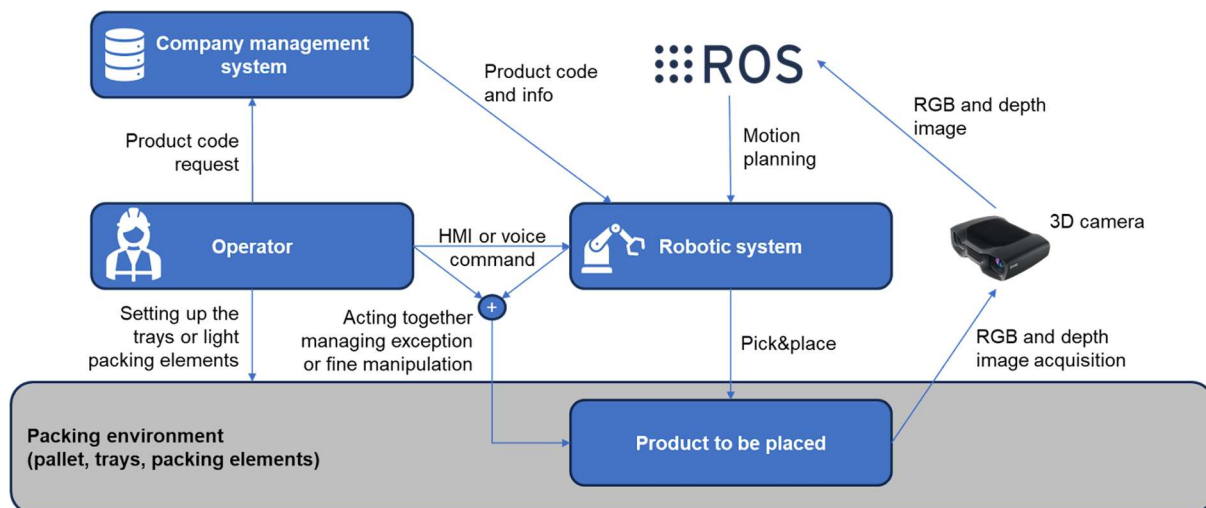 Company management
system
Product code
and info
ROS
RGB and depth
image
Product code
request
Motion
planning
3D camera
Operator
HMI or voice
command
Robotic system
+
Setting up the
trays or light
packing elements
Acting together
managing exception
or fine manipulation
Pick&place
RGB and depth
image acquisition
Packing environment
(pallet, trays, packing elements)
Product to be placed